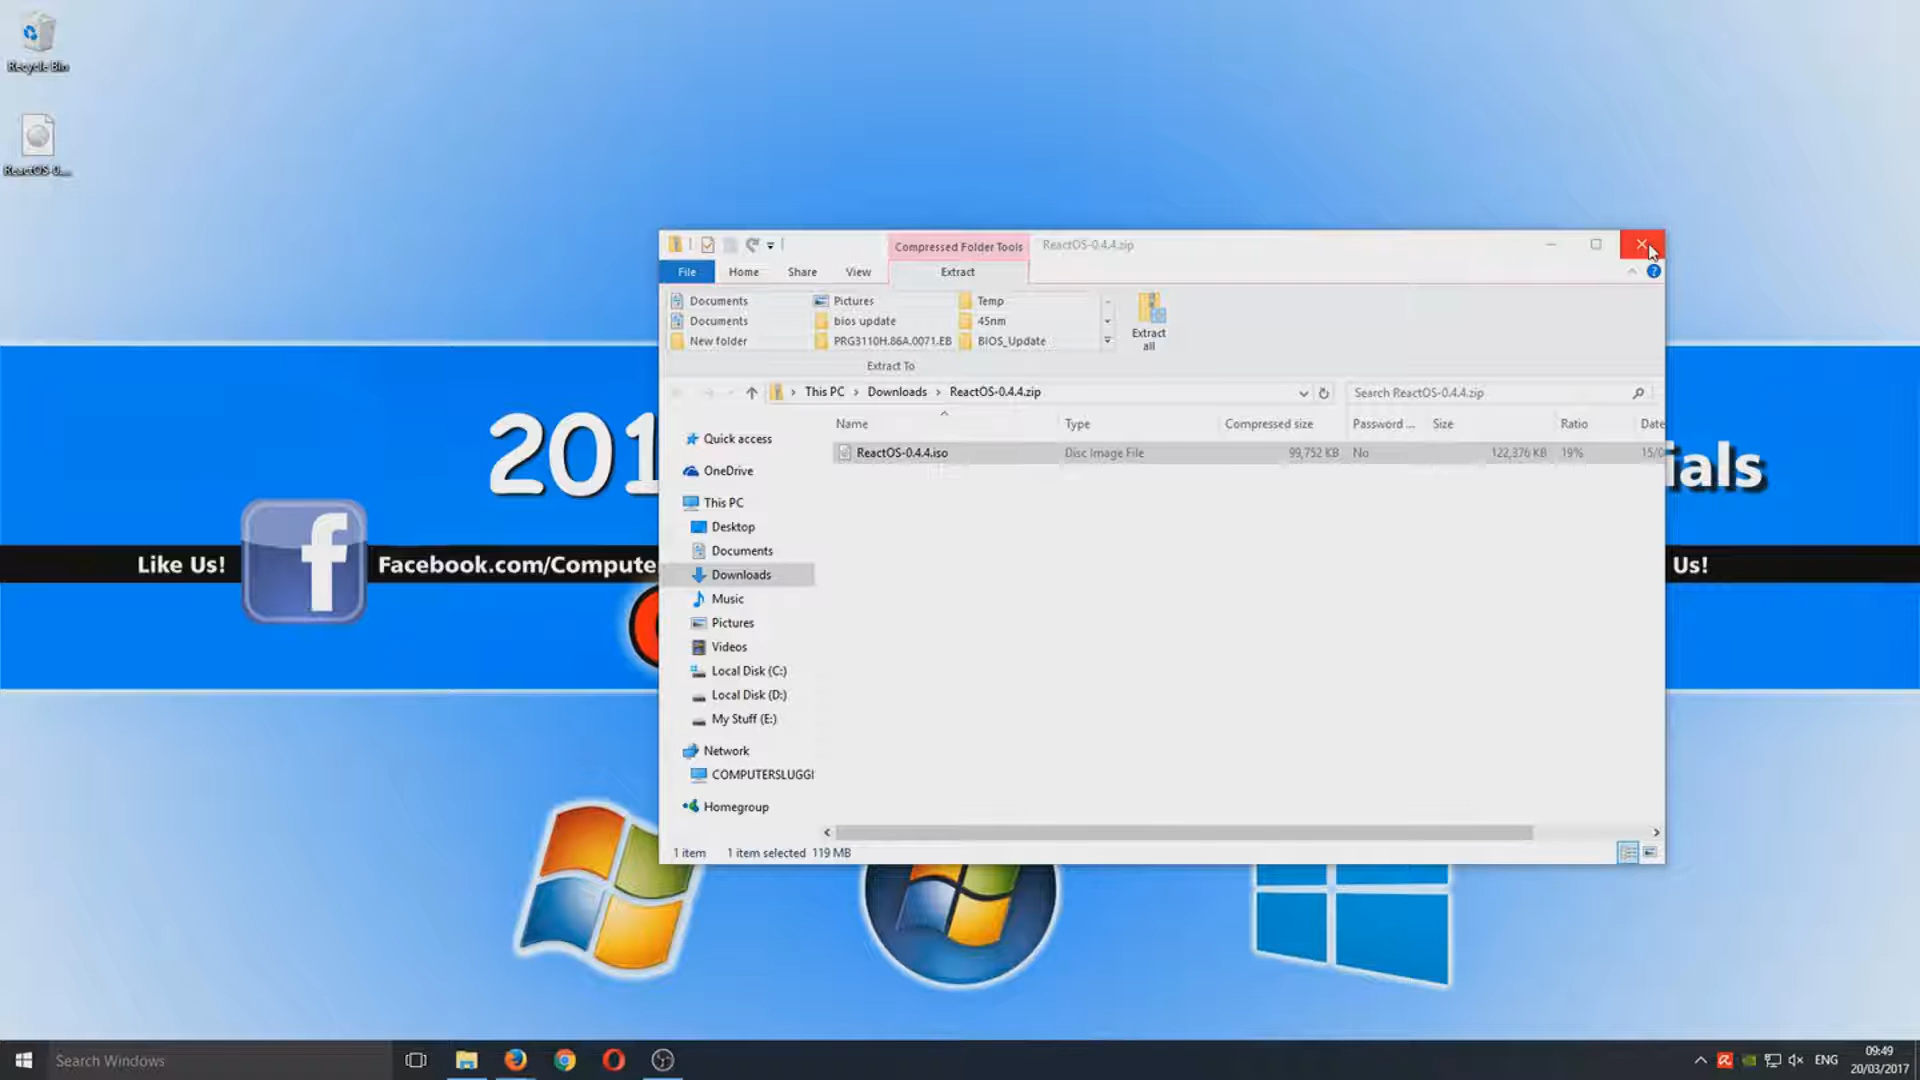 Recycle Bin
ReactOS-0....
Compressed Folder Tools
ReactOS-0.4.4.zip
File
Home
Share
View
Extract
Documents
Pictures
Temp
Documents
bios update
45nm
New folder
PRG3110H.86A.0071.EB
BIOS_Update
Extract all
Extract To
This PC > Downloads > ReactOS-0.4.4.zip
Search ReactOS-0.4.4.zip
Name
Type
Compressed size
Password ...
Size
Ratio
Date
ReactOS-0.4.4.iso
Disc Image File
99,752 KB
No
122,376 KB
19%
15/0
Quick access
OneDrive
This PC
Desktop
Documents
Downloads
Music
Pictures
Videos
Local Disk (C:)
Local Disk (D:)
My Stuff (E:)
Network
COMPUTERSLUGGI
Homegroup
1 item
1 item selected 119 MB
201
ials
Like Us!
f
Facebook.com/Compute
Us!
Search Windows
ENG
09:49
20/03/2017